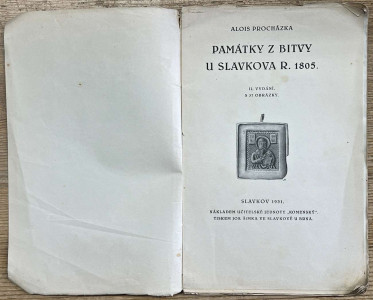 ALOIS PROCHÁZKA
PAMÁTKY Z BITVY
U SLAVKOVA R. 1805.
II. VYDÁNÍ.
S 37 OBRÁZKY.
SLAVKOV 1931.
NÁKLADEM UČITELSKÉ JEDNOTY „KOMENSKÝ“.
TISKEM JOS. ŠIMKA VE SLAVKOVĚ U BRNA.